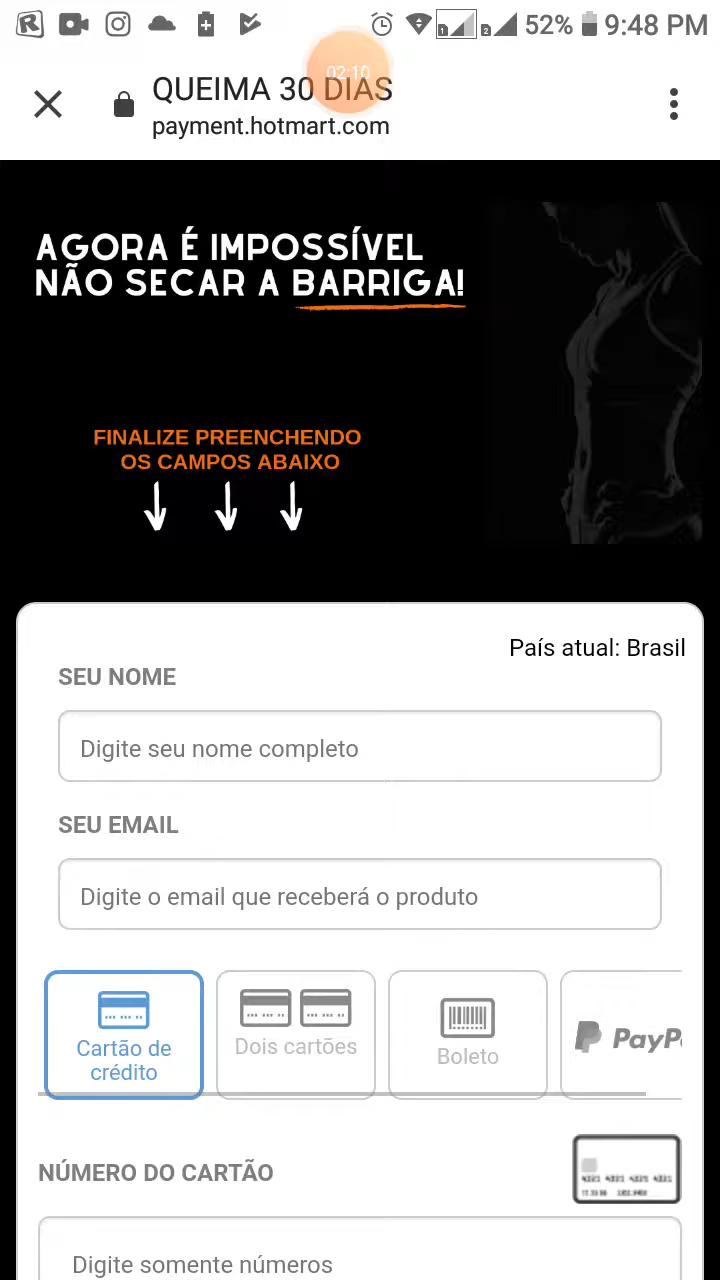 52% 9:48 PM
02:10
QUEIMA 30 DIAS
payment.hotmart.com
AGORA É IMPOSSÍVEL
NÃO SECAR A BARRIGA!
FINALIZE PREENCHENDO
OS CAMPOS ABAIXO
País atual: Brasil
SEU NOME
Digite seu nome completo
SEU EMAIL
Digite o email que receberá o produto
Cartão de
crédito
Dois cartões
Boleto
PayP
NÚMERO DO CARTÃO
Digite somente números